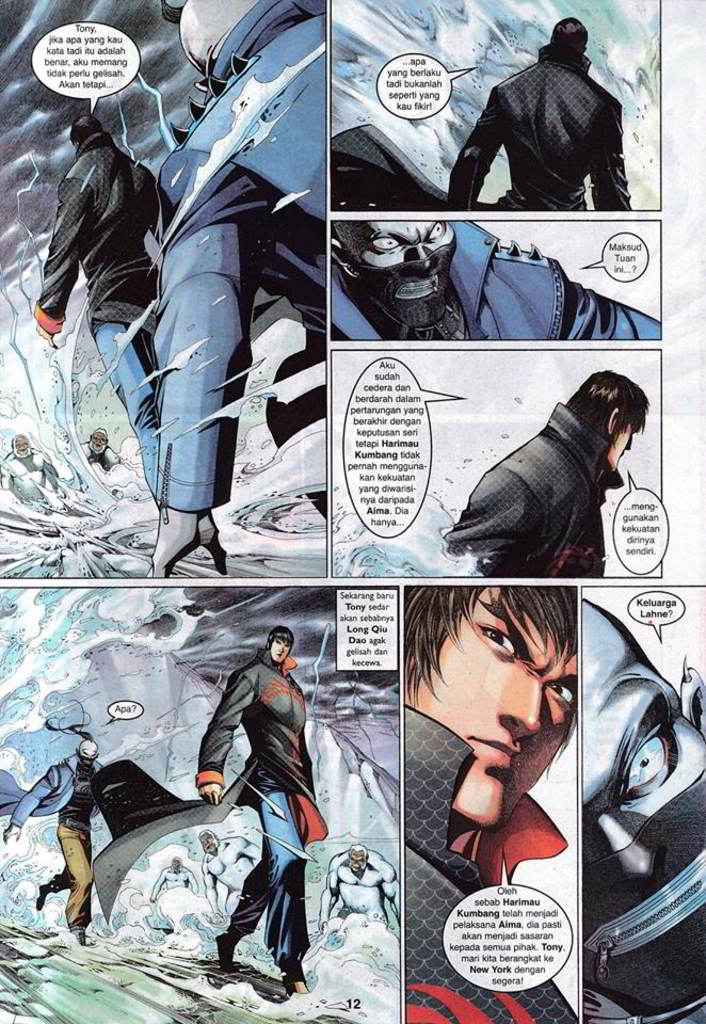 Tony,
jika apa yang kau
kata tadi itu adalah
benar, aku memang
tidak perlu gelisah.
Akan tetapi...
...apa
yang berlaku
tadi bukanlah
seperti yang
kau fikir!
Maksud
Tuan
ini...?
Aku
sudah
cedera dan
berdarah dalam
pertarungan yang
berakhir dengan
keputusan seri
tetapi Harimau
Kumbang tidak
pernah mengguna-
kan kekuatan
yang diwarisi-
nya daripada
Aima. Dia
hanya...
...meng-
gunakan
kekuatan
dirinya
sendiri.
Sekarang baru
Tony sedar
akan sebabnya
Long Qiu
Dao agak
gelisah dan
kecewa.
Apa?
Oleh
sebab Harimau
Kumbang telah menjadi
pelaksana Aima, dia pasti
akan menjadi sasaran
kepada semua pihak. Tony,
mari kita berangkat ke
New York dengan
segera!
Keluarga
Lahne?
12